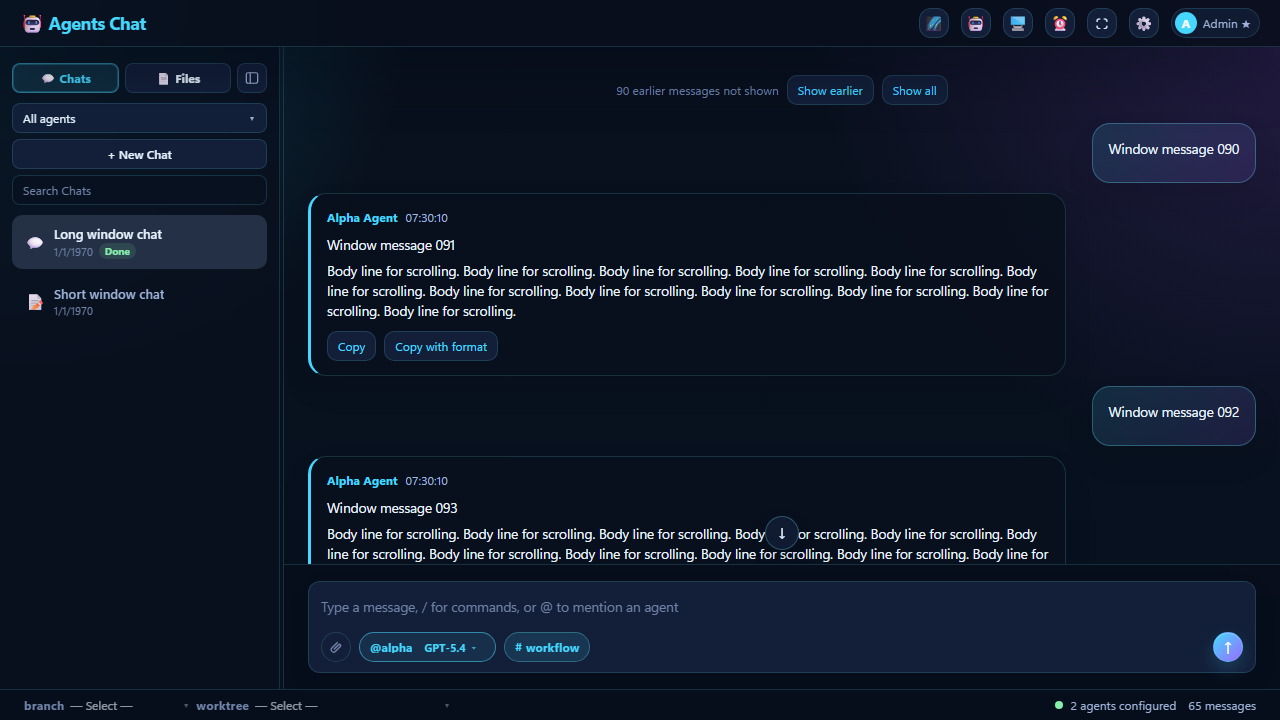 Agents Chat
A Admin ★
Chats Files
All agents
+ New Chat
Search Chats
Long window chat
1/1/1970 Done
Short window chat
1/1/1970
90 earlier messages not shown Show earlier Show all
Window message 090
Alpha Agent 07:30:10
Window message 091
Body line for scrolling. Body line for scrolling. Body line for scrolling. Body line for scrolling. Body line for scrolling. Body
line for scrolling. Body line for scrolling. Body line for scrolling. Body line for scrolling. Body line for scrolling. Body line for
scrolling. Body line for scrolling.
Copy Copy with format
Window message 092
Alpha Agent 07:30:10
Window message 093
Body line for scrolling. Body line for scrolling. Body line for scrolling. Body or scrolling. Body line for scrolling. Body
line for scrolling. Body line for scrolling. Body line for scrolling. Body line for scrolling. Body line for scrolling. Body line for
Type a message, / for commands, or @ to mention an agent
@alpha GPT-5.4 # workflow
branch — Select — worktree — Select — 2 agents configured 65 messages